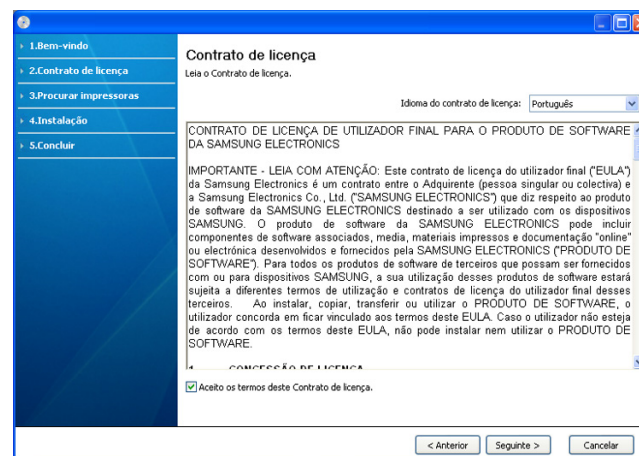 1.Bem-vindo
2.Contrato de licença
3.Procurar impressoras
4.Instalação
5.Concluir
Contrato de licença
Leia o Contrato de licença.
Idioma do contrato de licença: Português
CONTRATO DE LICENÇA DE UTILIZADOR FINAL PARA O PRODUTO DE SOFTWARE
DA SAMSUNG ELECTRONICS
IMPORTANTE - LEIA COM ATENÇÃO: Este contrato de licença do utilizador final ("EULA")
da Samsung Electronics é um contrato entre o Adquirente (pessoa singular ou colectiva) e
a Samsung Electronics Co., Ltd. ("SAMSUNG ELECTRONICS") que diz respeito ao produto
de software da SAMSUNG ELECTRONICS destinado a ser utilizado com os dispositivos
SAMSUNG. O produto de software da SAMSUNG ELECTRONICS pode incluir
componentes de software associados, media, materiais impressos e documentação "online"
ou electrónica desenvolvidos e fornecidos pela SAMSUNG ELECTRONICS ("PRODUTO DE
SOFTWARE"). Para todos os produtos de software de terceiros que possam ser fornecidos
com ou para dispositivos SAMSUNG, a sua utilização desses produtos de software estará
sujeita a diferentes termos de utilização e contratos de licença do utilizador final desses
terceiros. Ao instalar, copiar, transferir ou utilizar o PRODUTO DE SOFTWARE, o
utilizador concorda em ficar vinculado aos termos deste EULA. Caso o utilizador não esteja
de acordo com os termos deste EULA, não pode instalar nem utilizar o PRODUTO DE
SOFTWARE.
1. CONCESSÃO DE LICENÇA
Aceito os termos deste Contrato de licença.
< Anterior Seguinte > Cancelar